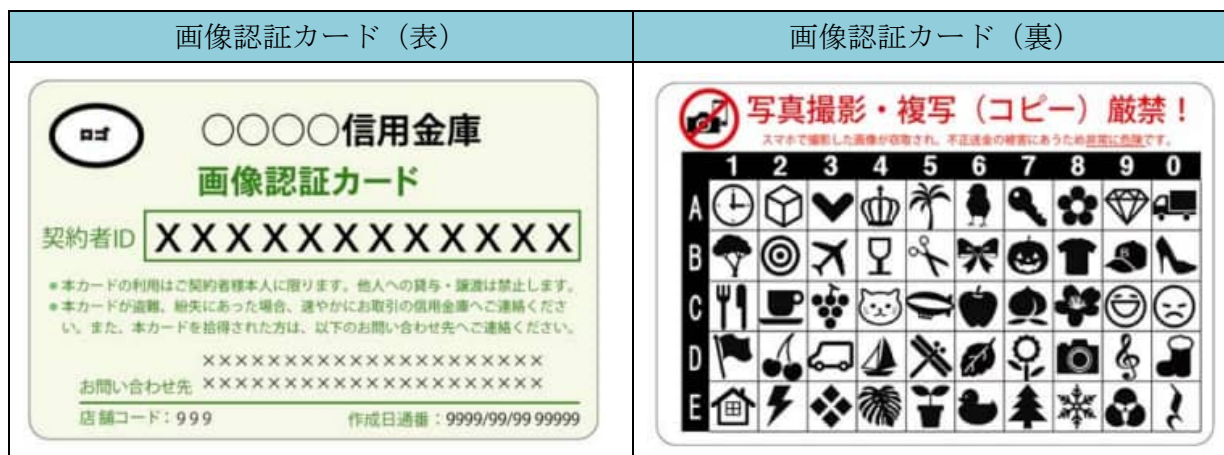 画像認証カード（表）
画像認証カード（裏）
ロゴ
○○○○信用金庫
画像認証カード
契約者ID XXXXXXXXXXXX
●本カードの利用はご契約者様本人に限ります。他人への貸与・譲渡は禁止します。
●本カードが盗難、紛失にあった場合、速やかにお取引の信用金庫へご連絡くださ
い。また、本カードを拾得された方は、以下のお問い合わせ先へご連絡ください。
×××××××××××××××××××××
お問い合わせ先 ×××××××××××××××××××××
店舗コード：999 作成日通番：9999/99/99 99999
写真撮影・複写（コピー）厳禁！
スマホで撮影した画像が窃取され、不正送金の被害にあうため非常に危険です。
1 2 3 4 5 6 7 8 9 0
A
B
C
D
E